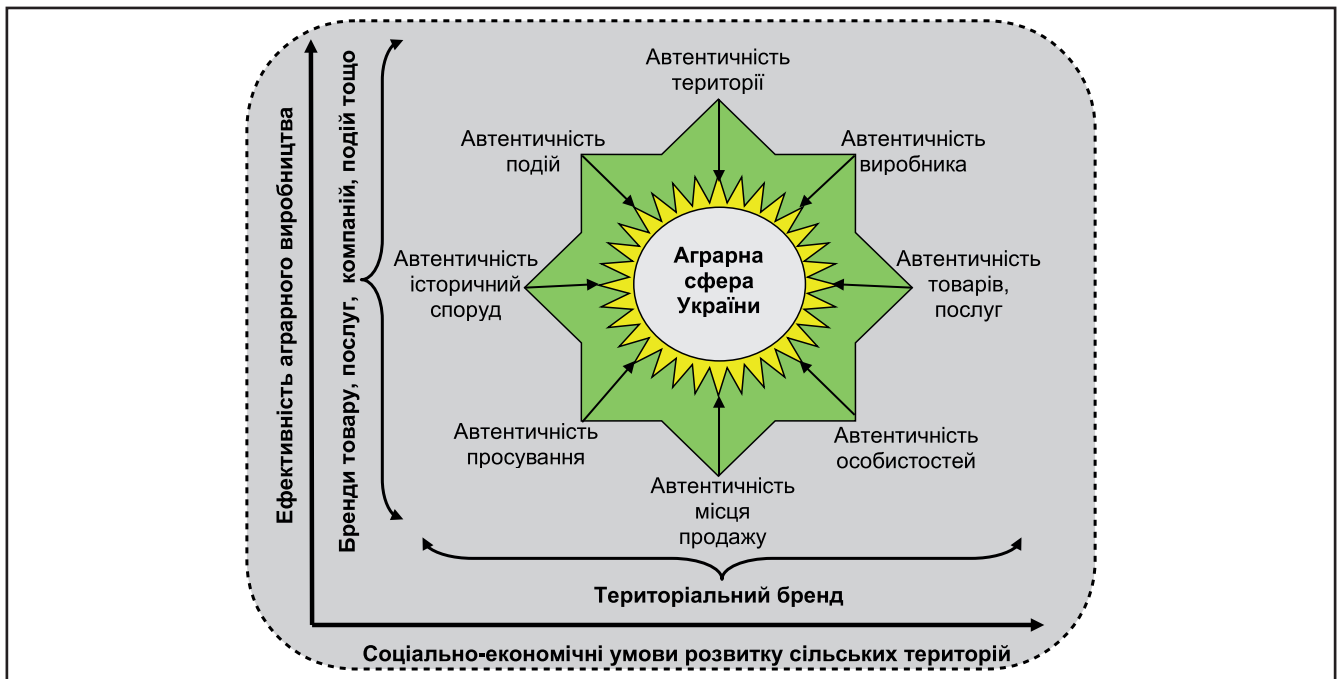 Ефективність аграрного виробництва
Бренди товару, послуг, компаній, подій тощо
Автентичність
території
Автентичність
подій
Автентичність
виробника
Автентичність
історичний
споруд
Аграрна
сфера
України
Автентичність
товарів,
послуг
Автентичність
просування
Автентичність
особистостей
Автентичність
місця
продажу
Територіальний бренд
Соціально-економічні умови розвитку сільських територій